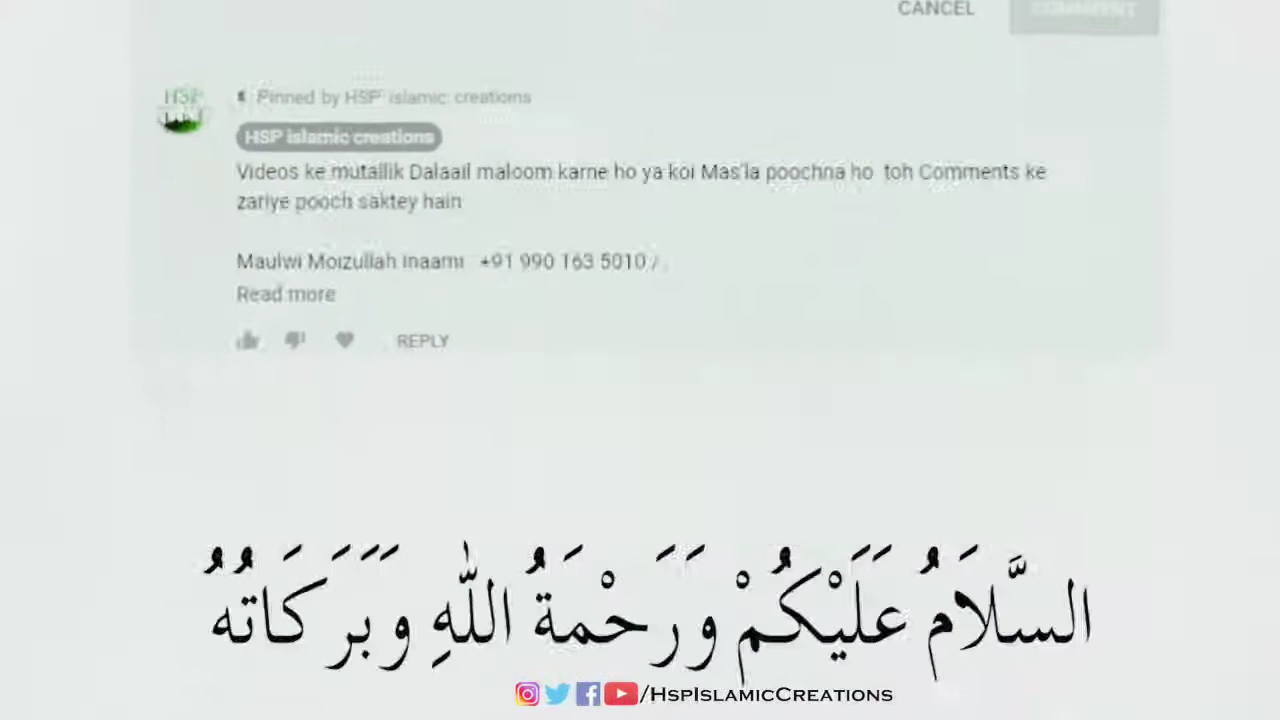 CANCEL COMMENT
HSP
Pinned by HSP islamic creations
HSP islamic creations
Videos ke mutallik Dalaail maloom karne ho ya koi Mas'la poochna ho toh Comments ke
zariye pooch saktey hain
Maulwi Moizullah inaami +91 990 163 5010 /
Read more
REPLY
السَّلَامُ عَلَيْكُمْ وَرَحْمَةُ اللّٰهِ وَبَرَكَاتُهُ
/HspIslamicCreations